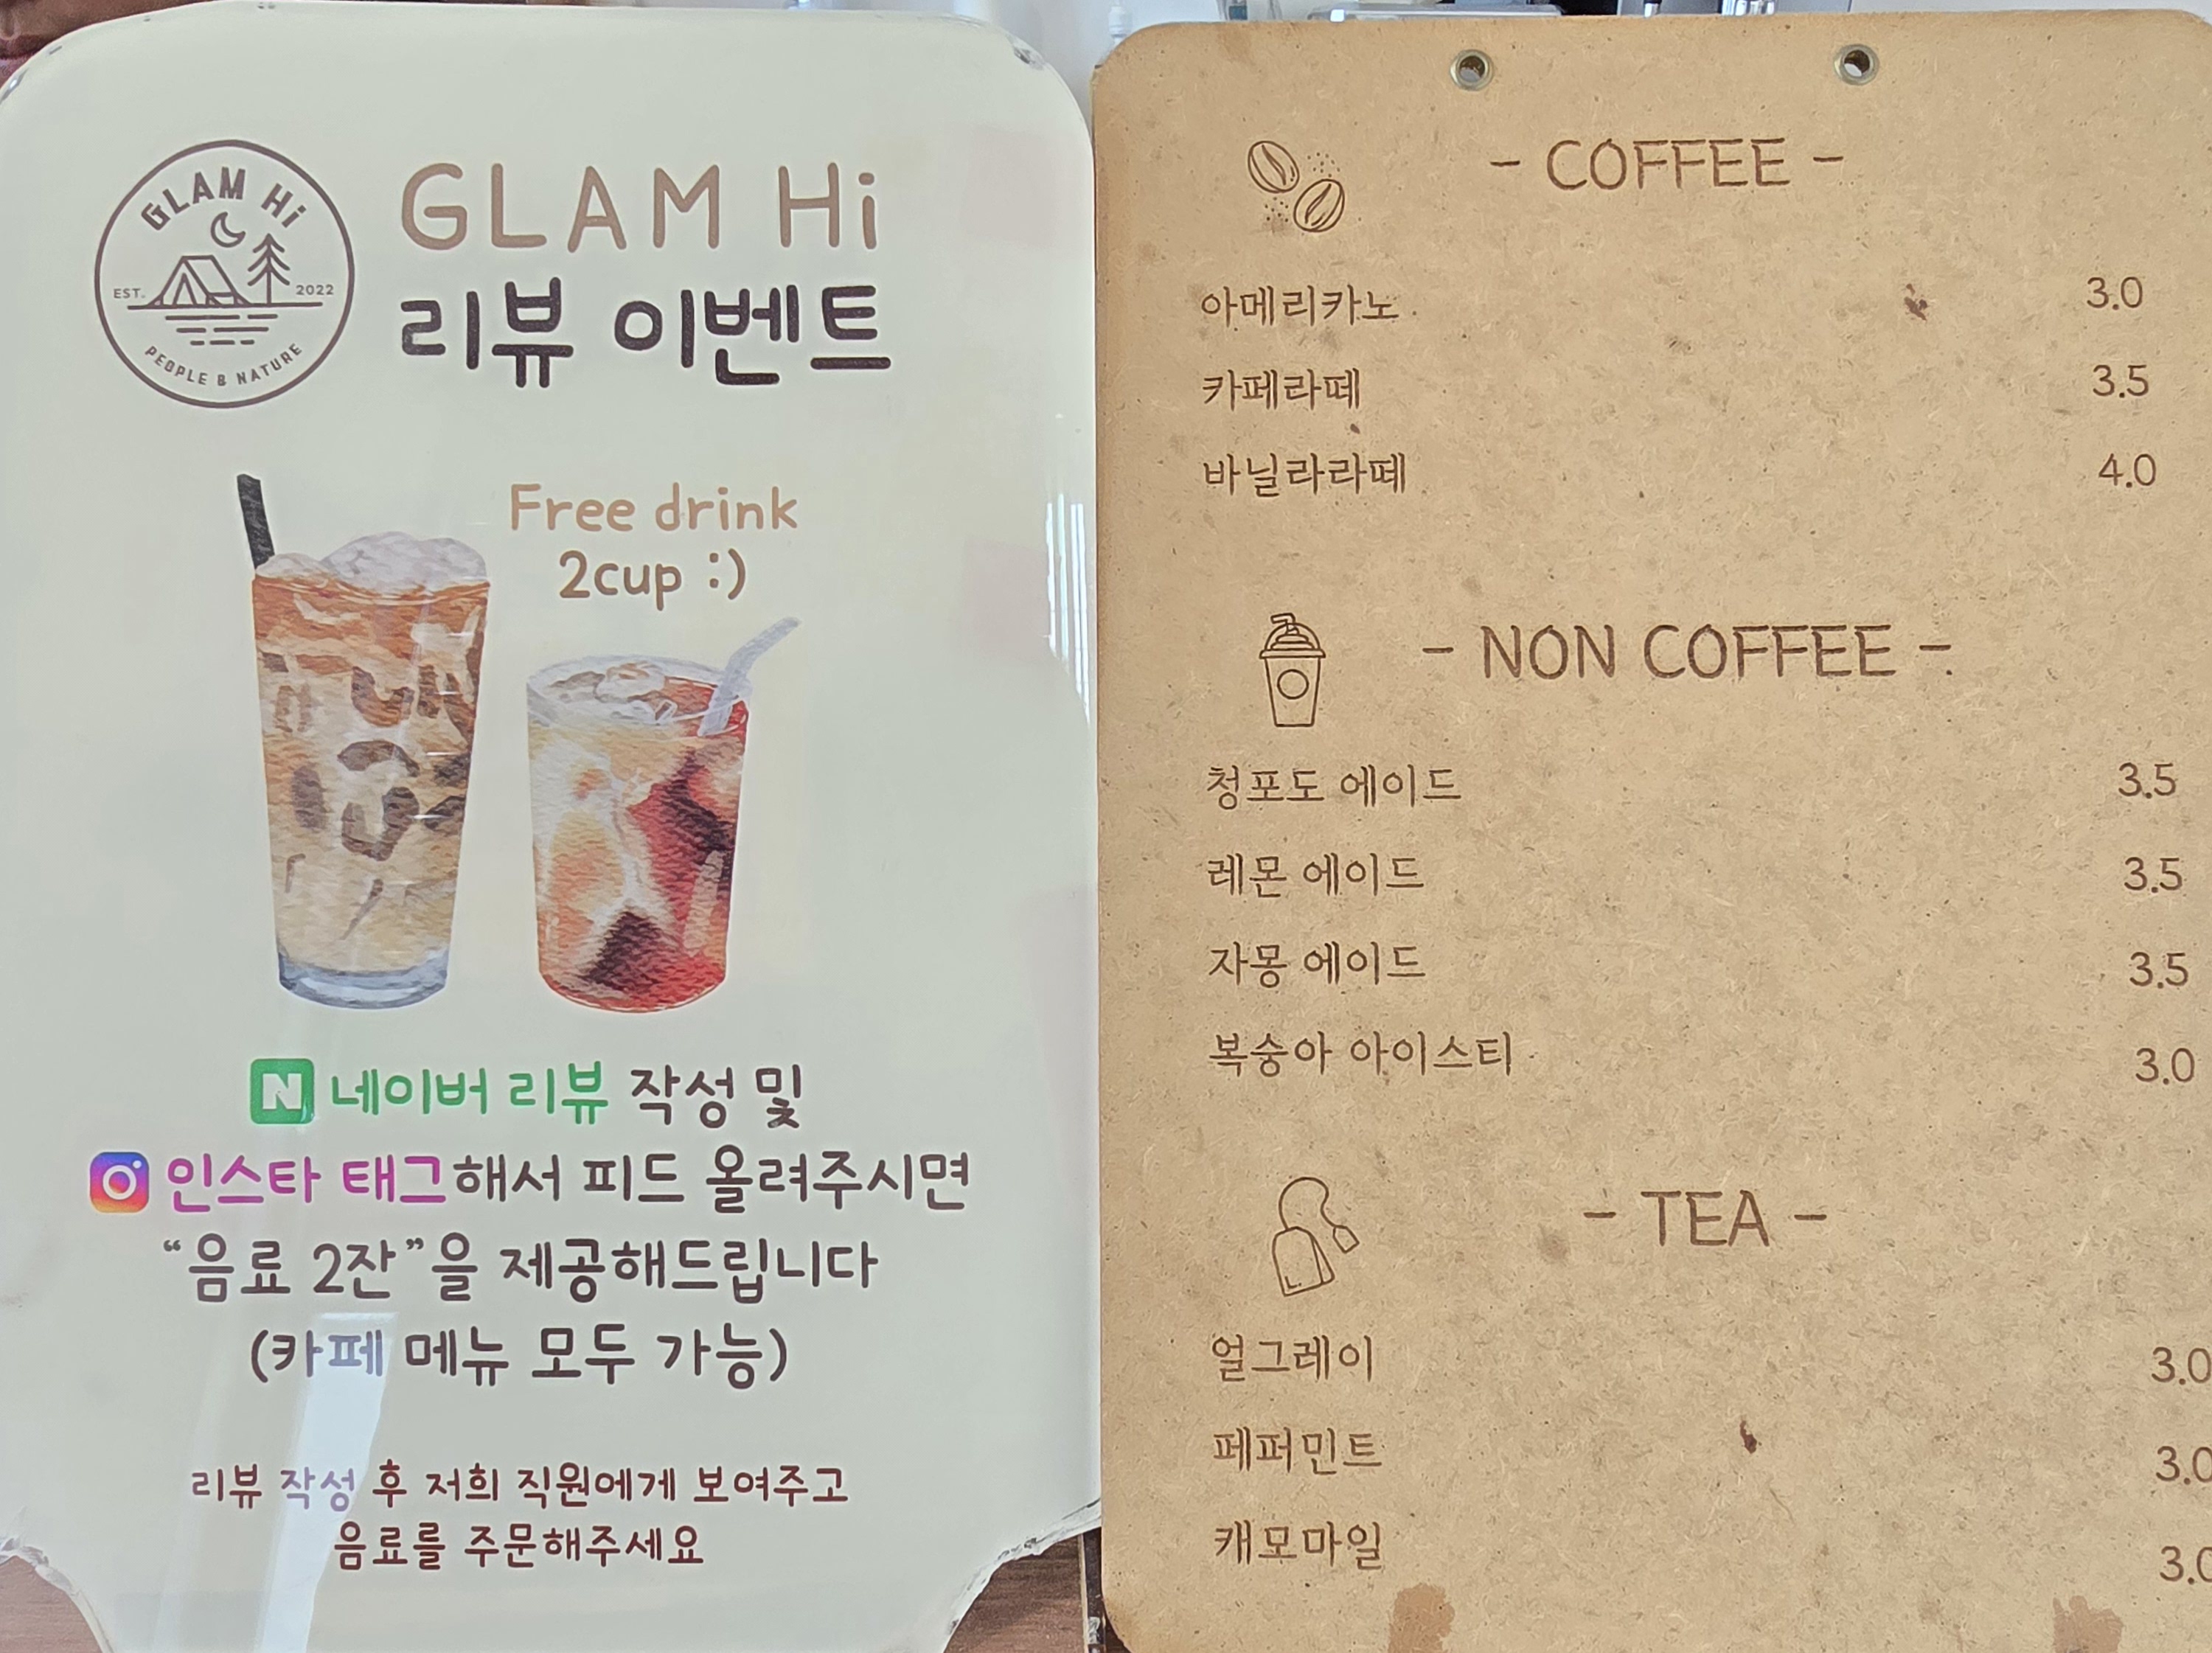 GLAM Hi
EST. 2022
PEOPLE & NATURE
GLAM Hi
리뷰 이벤트
Free drink
2cup :)
네이버 리뷰 작성 및
인스타 태그해서 피드 올려주시면
“음료 2잔”을 제공해드립니다
(카페 메뉴 모두 가능)
리뷰 작성 후 저희 직원에게 보여주고
음료를 주문해주세요
- COFFEE -
아메리카노 3.0
카페라떼 3.5
바닐라라떼 4.0
- NON COFFEE -
청포도 에이드 3.5
레몬 에이드 3.5
자몽 에이드 3.5
복숭아 아이스티 3.0
- TEA -
얼그레이 3.0
페퍼민트 3.0
캐모마일 3.0